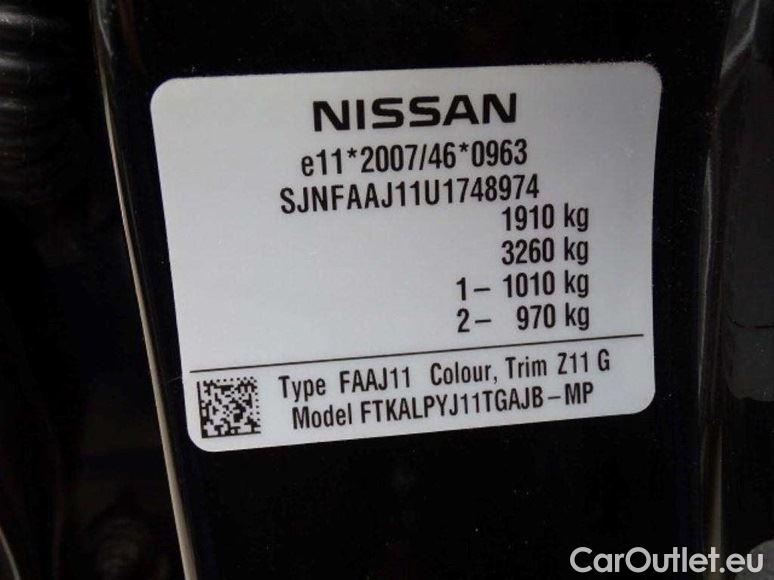 NISSAN
e11*2007/46*0963
SJNFAAJ11U1748974
1910 kg
3260 kg
1– 1010 kg
2– 970 kg
Type FAAJ11 Colour, Trim Z11 G
Model FTKALPYJ11TGAJB–MP
CarOutlet.eu